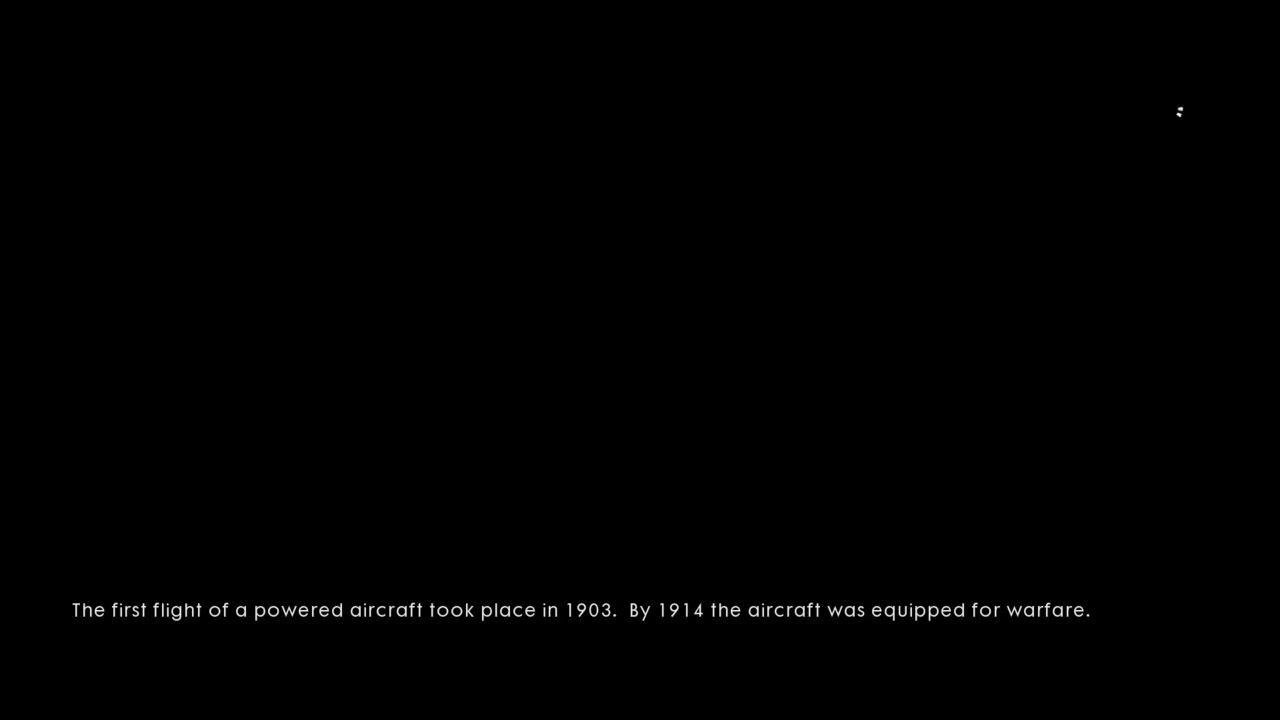 The first flight of a powered aircraft took place in 1903.  By 1914 the aircraft was equipped for warfare.